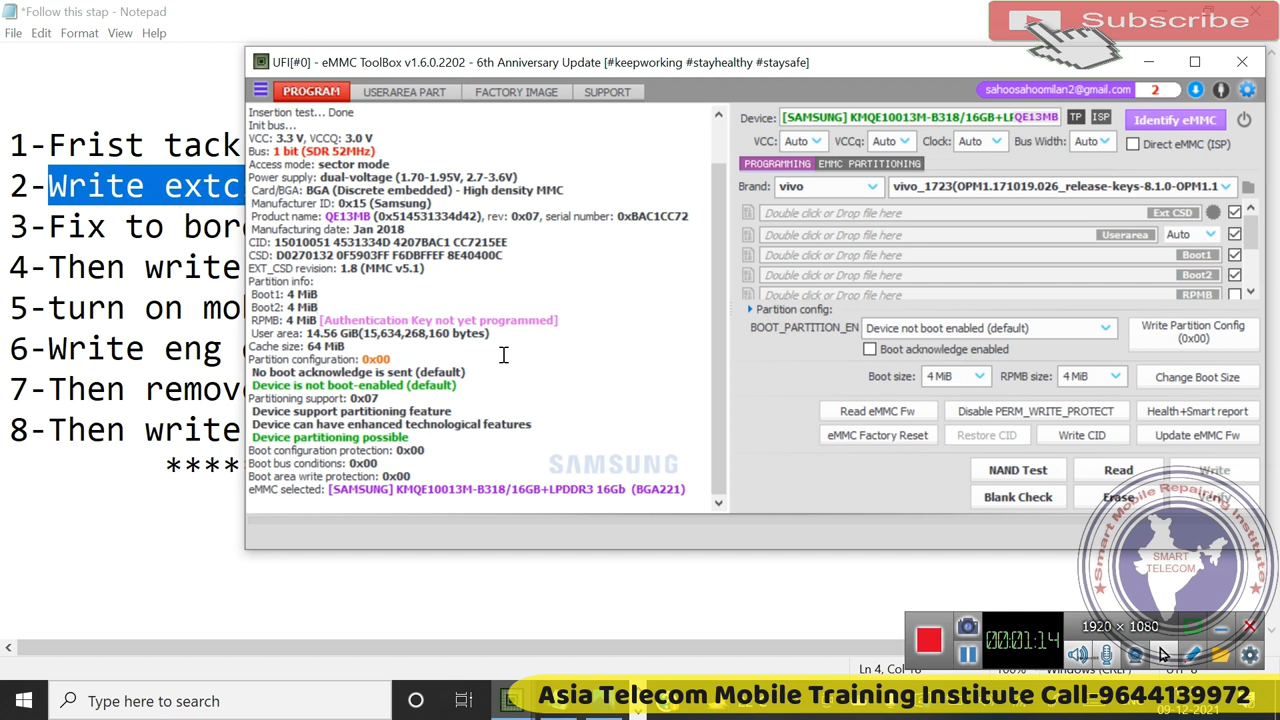 *Follow this stap - Notepad
File Edit Format View Help
Subscribe
1-Frist tack
2-Write extc
3-Fix to bor
4-Then write
5-turn on mo
6-Write eng
7-Then remov
8-Then write
****
UFI[#0] - eMMC ToolBox v1.6.0.2202 - 6th Anniversary Update [#keepworking #stayhealthy #staysafe]
PROGRAM USERAREA PART FACTORY IMAGE SUPPORT
sahoosahoomilan2@gmail.com 2
Insertion test... Done
Init bus...
VCC: 3.3 V, VCCQ: 3.0 V
Bus: 1 bit (SDR 52MHz)
Access mode: sector mode
Power supply: dual-voltage (1.70-1.95V, 2.7-3.6V)
Card/BGA: BGA (Discrete embedded) - High density MMC
Manufacturer ID: 0x15 (Samsung)
Product name: QE13MB (0x514531334d42), rev: 0x07, serial number: 0xBAC1CC72
Manufacturing date: Jan 2018
CID: 15010051 4531334D 4207BAC1 CC7215EE
CSD: D0270132 0F5903FF F6DBFFEF 8E40400C
EXT_CSD revision: 1.8 (MMC v5.1)
Partition info:
Boot1: 4 MiB
Boot2: 4 MiB
RPMB: 4 MiB [Authentication Key not yet programmed]
User area: 14.56 GiB(15,634,268,160 bytes)
Cache size: 64 MiB
Partition configuration: 0x00
No boot acknowledge is sent (default)
Device is not boot-enabled (default)
Partitioning support: 0x07
Device support partitioning feature
Device can have enhanced technological features
Device partitioning possible
Boot configuration protection: 0x00
Boot bus conditions: 0x00
Boot area write protection: 0x00
eMMC selected: [SAMSUNG] KMQE10013M-B318/16GB+LPDDR3 16Gb (BGA221)
SAMSUNG
Device: [SAMSUNG] KMQE10013M-B318/16GB+LP QE13MB TP ISP Identify eMMC
VCC: Auto VCCq: Auto Clock: Auto Bus Width: Auto Direct eMMC (ISP)
PROGRAMMING EMMC PARTITIONING
Brand: vivo vivo_1723(OPM1.171019.026_release-keys-8.1.0-OPM1.1
Double click or Drop file here Ext CSD
Double click or Drop file here Userarea Auto
Double click or Drop file here Boot1
Double click or Drop file here Boot2
Double click or Drop file here RPMB
Partition config:
BOOT_PARTITION_EN Device not boot enabled (default) Write Partition Config
(0x00)
Boot acknowledge enabled
Boot size: 4 MiB RPMB size: 4 MiB Change Boot Size
Read eMMC Fw Disable PERM_WRITE_PROTECT Health+Smart report
eMMC Factory Reset Restore CID Write CID Update eMMC Fw
NAND Test Read Write
Blank Check Erase Verify
Smart Mobile Repairing Institute
SMART
TELECOM
00:01:14
1920 × 1080
Type here to search
Asia Telecom Mobile Training Institute Call-9644139972
09-12-2021